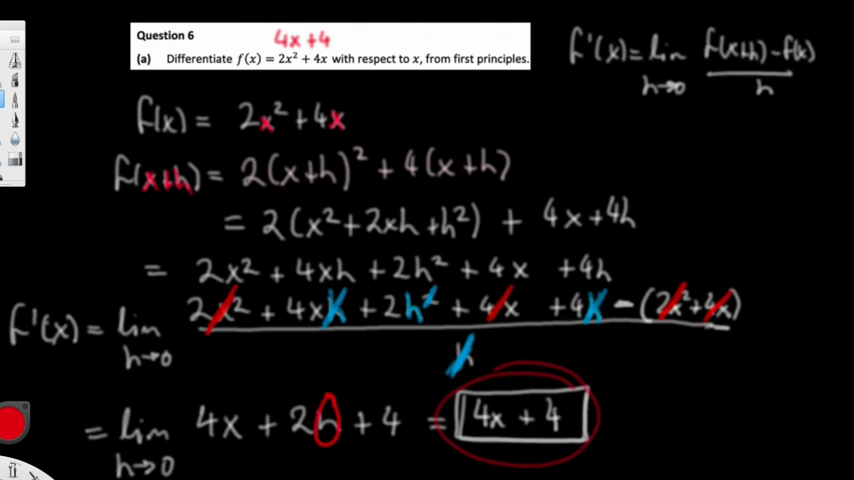 Question 6
4x+4
(a) Differentiate f(x) = 2x² + 4x with respect to x, from first principles.
f'(x) = lim h→0 f(x+h) - f(x) / h
f(x) = 2x² + 4x
f(x+h) = 2(x+h)² + 4(x+h)
= 2(x² + 2xh + h²) + 4x + 4h
= 2x² + 4xh + 2h² + 4x + 4h
f'(x) = lim h→0 2x² + 4xh + 2h² + 4x + 4h - (2x² + 4x) / h
= lim h→0 4x + 2h + 4 = 4x + 4